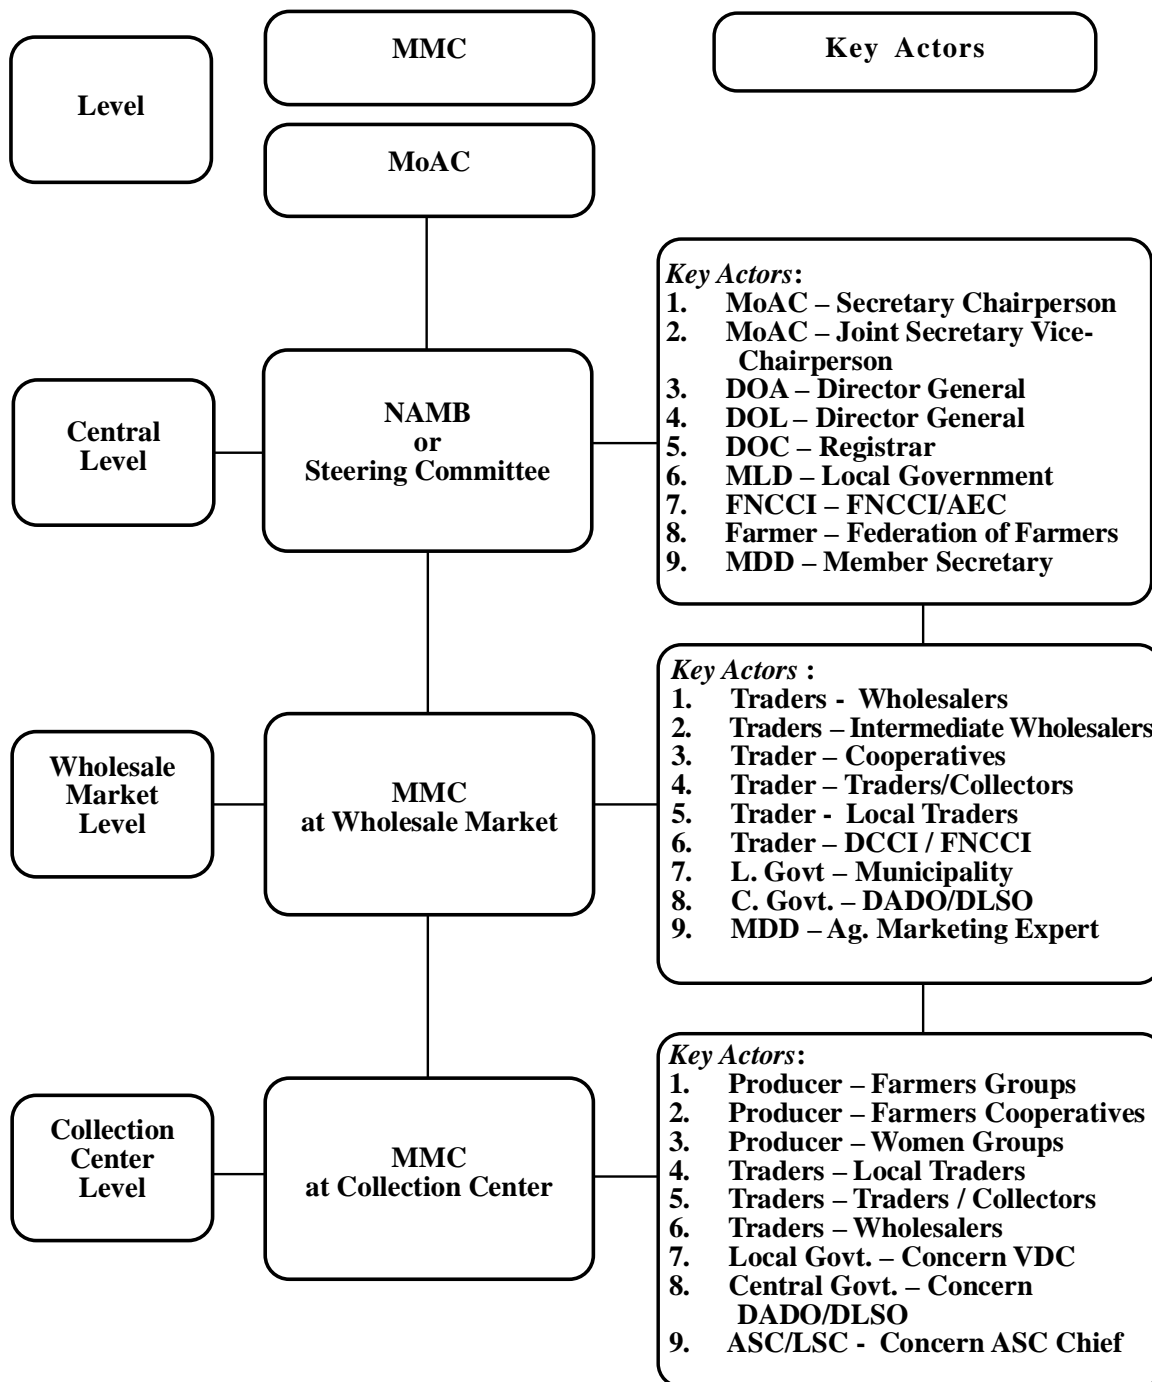 Level
MMC
Key Actors
MoAC
Central
Level
NAMB
or
Steering Committee
Key Actors:
1. MoAC – Secretary Chairperson
2. MoAC – Joint Secretary Vice-
Chairperson
3. DOA – Director General
4. DOL – Director General
5. DOC – Registrar
6. MLD – Local Government
7. FNCCI – FNCCI/AEC
8. Farmer – Federation of Farmers
9. MDD – Member Secretary
Wholesale
Market
Level
MMC
at Wholesale Market
Key Actors :
1. Traders - Wholesalers
2. Traders – Intermediate Wholesalers
3. Trader – Cooperatives
4. Trader – Traders/Collectors
5. Trader - Local Traders
6. Trader – DCCI / FNCCI
7. L. Govt – Municipality
8. C. Govt. – DADO/DLSO
9. MDD – Ag. Marketing Expert
Collection
Center
Level
MMC
at Collection Center
Key Actors:
1. Producer – Farmers Groups
2. Producer – Farmers Cooperatives
3. Producer – Women Groups
4. Traders – Local Traders
5. Traders – Traders / Collectors
6. Traders – Wholesalers
7. Local Govt. – Concern VDC
8. Central Govt. – Concern
DADO/DLSO
9. ASC/LSC - Concern ASC Chief